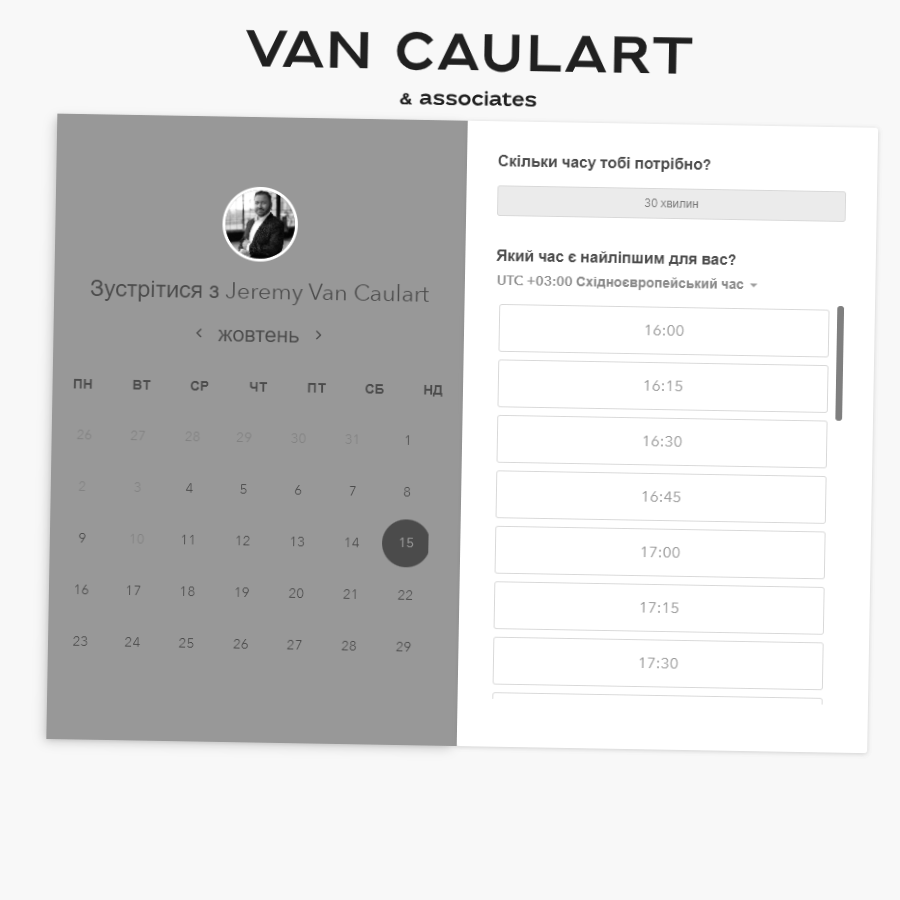 VAN CAULART
& associates
Зустрітися з Jeremy Van Caulart
жовтень
ПН ВТ СР ЧТ ПТ СБ НД
26 27 28 29 30 31 1
2 3 4 5 6 7 8
9 10 11 12 13 14 15
16 17 18 19 20 21 22
23 24 25 26 27 28 29
Скільки часу тобі потрібно?
30 хвилин
Який час є найліпшим для вас?
UTC +03:00 Східноєвропейський час
16:00
16:15
16:30
16:45
17:00
17:15
17:30